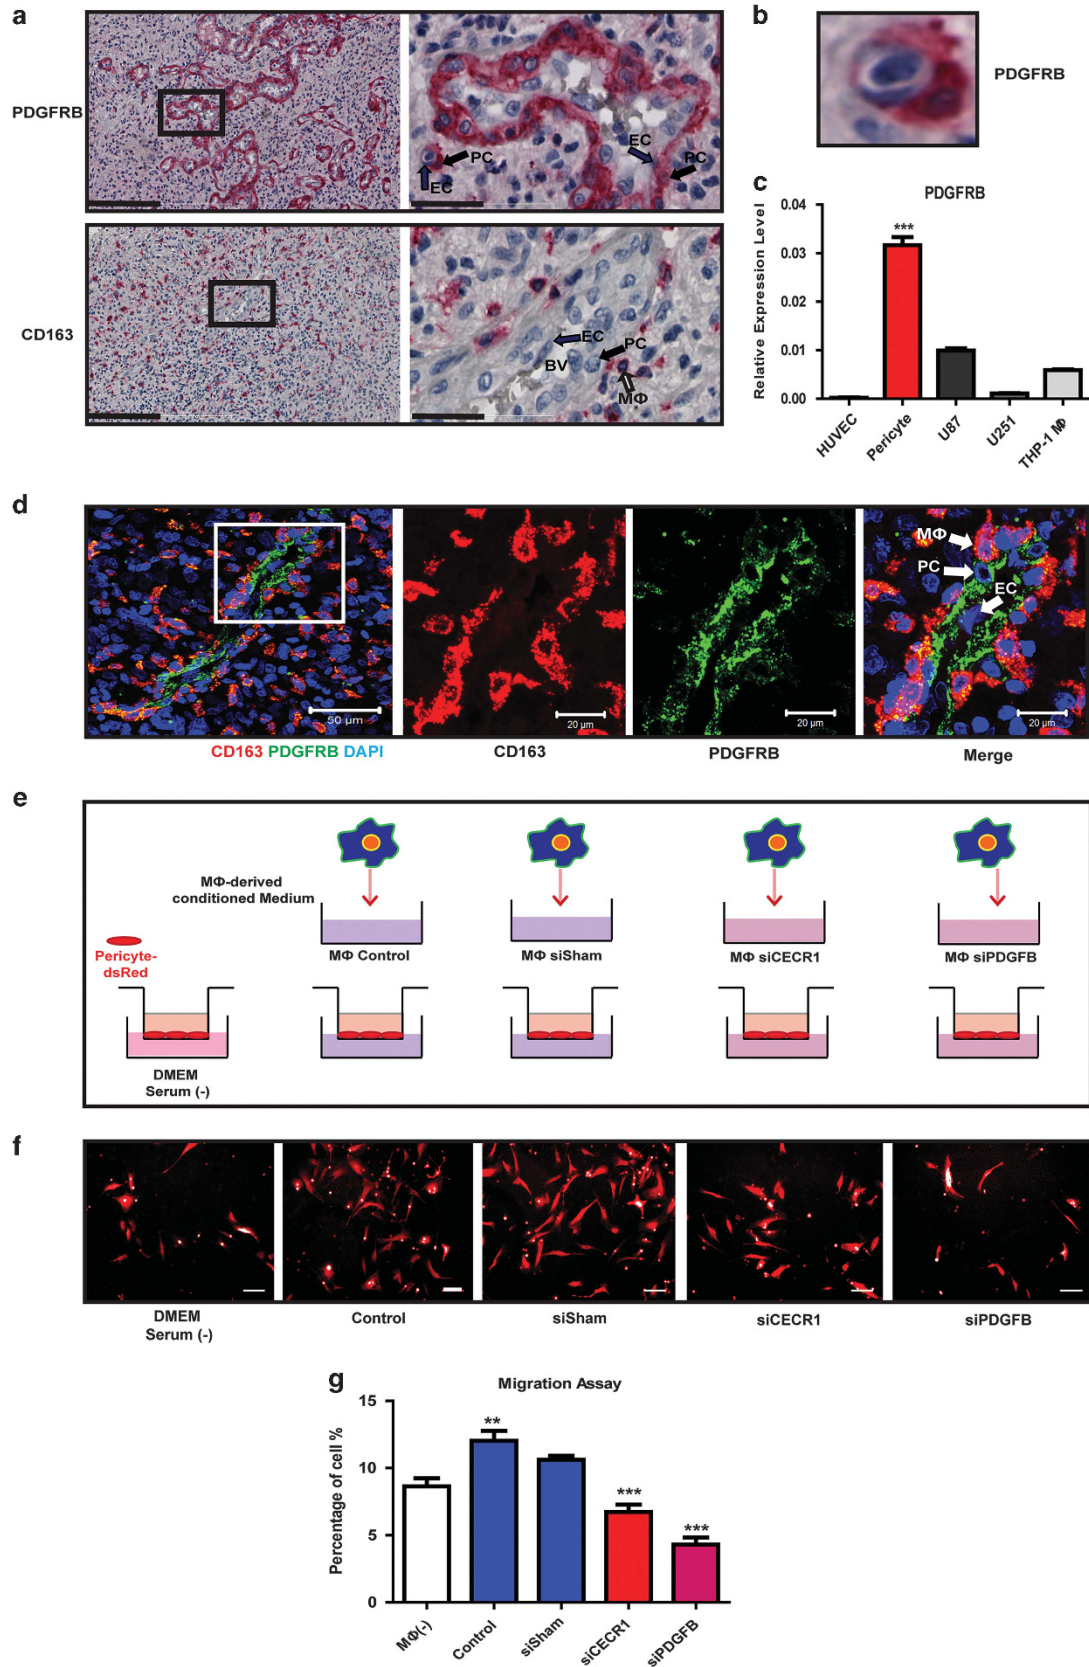 a
PDGFRB
EC
PC
PC
EC
CD163
EC
PC
BV
MΦ
b
PDGFRB
c
PDGFRB
Relative Expression Level
0.04
***
0.03
0.02
0.01
0.00
HUVEC
Pericyte
U87
U251
THP-1 MΦ
d
50 µm
20 µm
20 µm
MΦ
PC
EC
20 µm
CD163 PDGFRB DAPI
CD163
PDGFRB
Merge
e
MΦ-derived
conditioned Medium
MΦ Control
MΦ siSham
MΦ siCECR1
MΦ siPDGFB
Pericyte-
dsRed
DMEM
Serum (-)
f
DMEM
Serum (-)
Control
siSham
siCECR1
siPDGFB
g
Migration Assay
Percentage of cell %
15
**
10
***
5
***
0
MΦ(-)
Control
siSham
siCECR1
siPDGFB